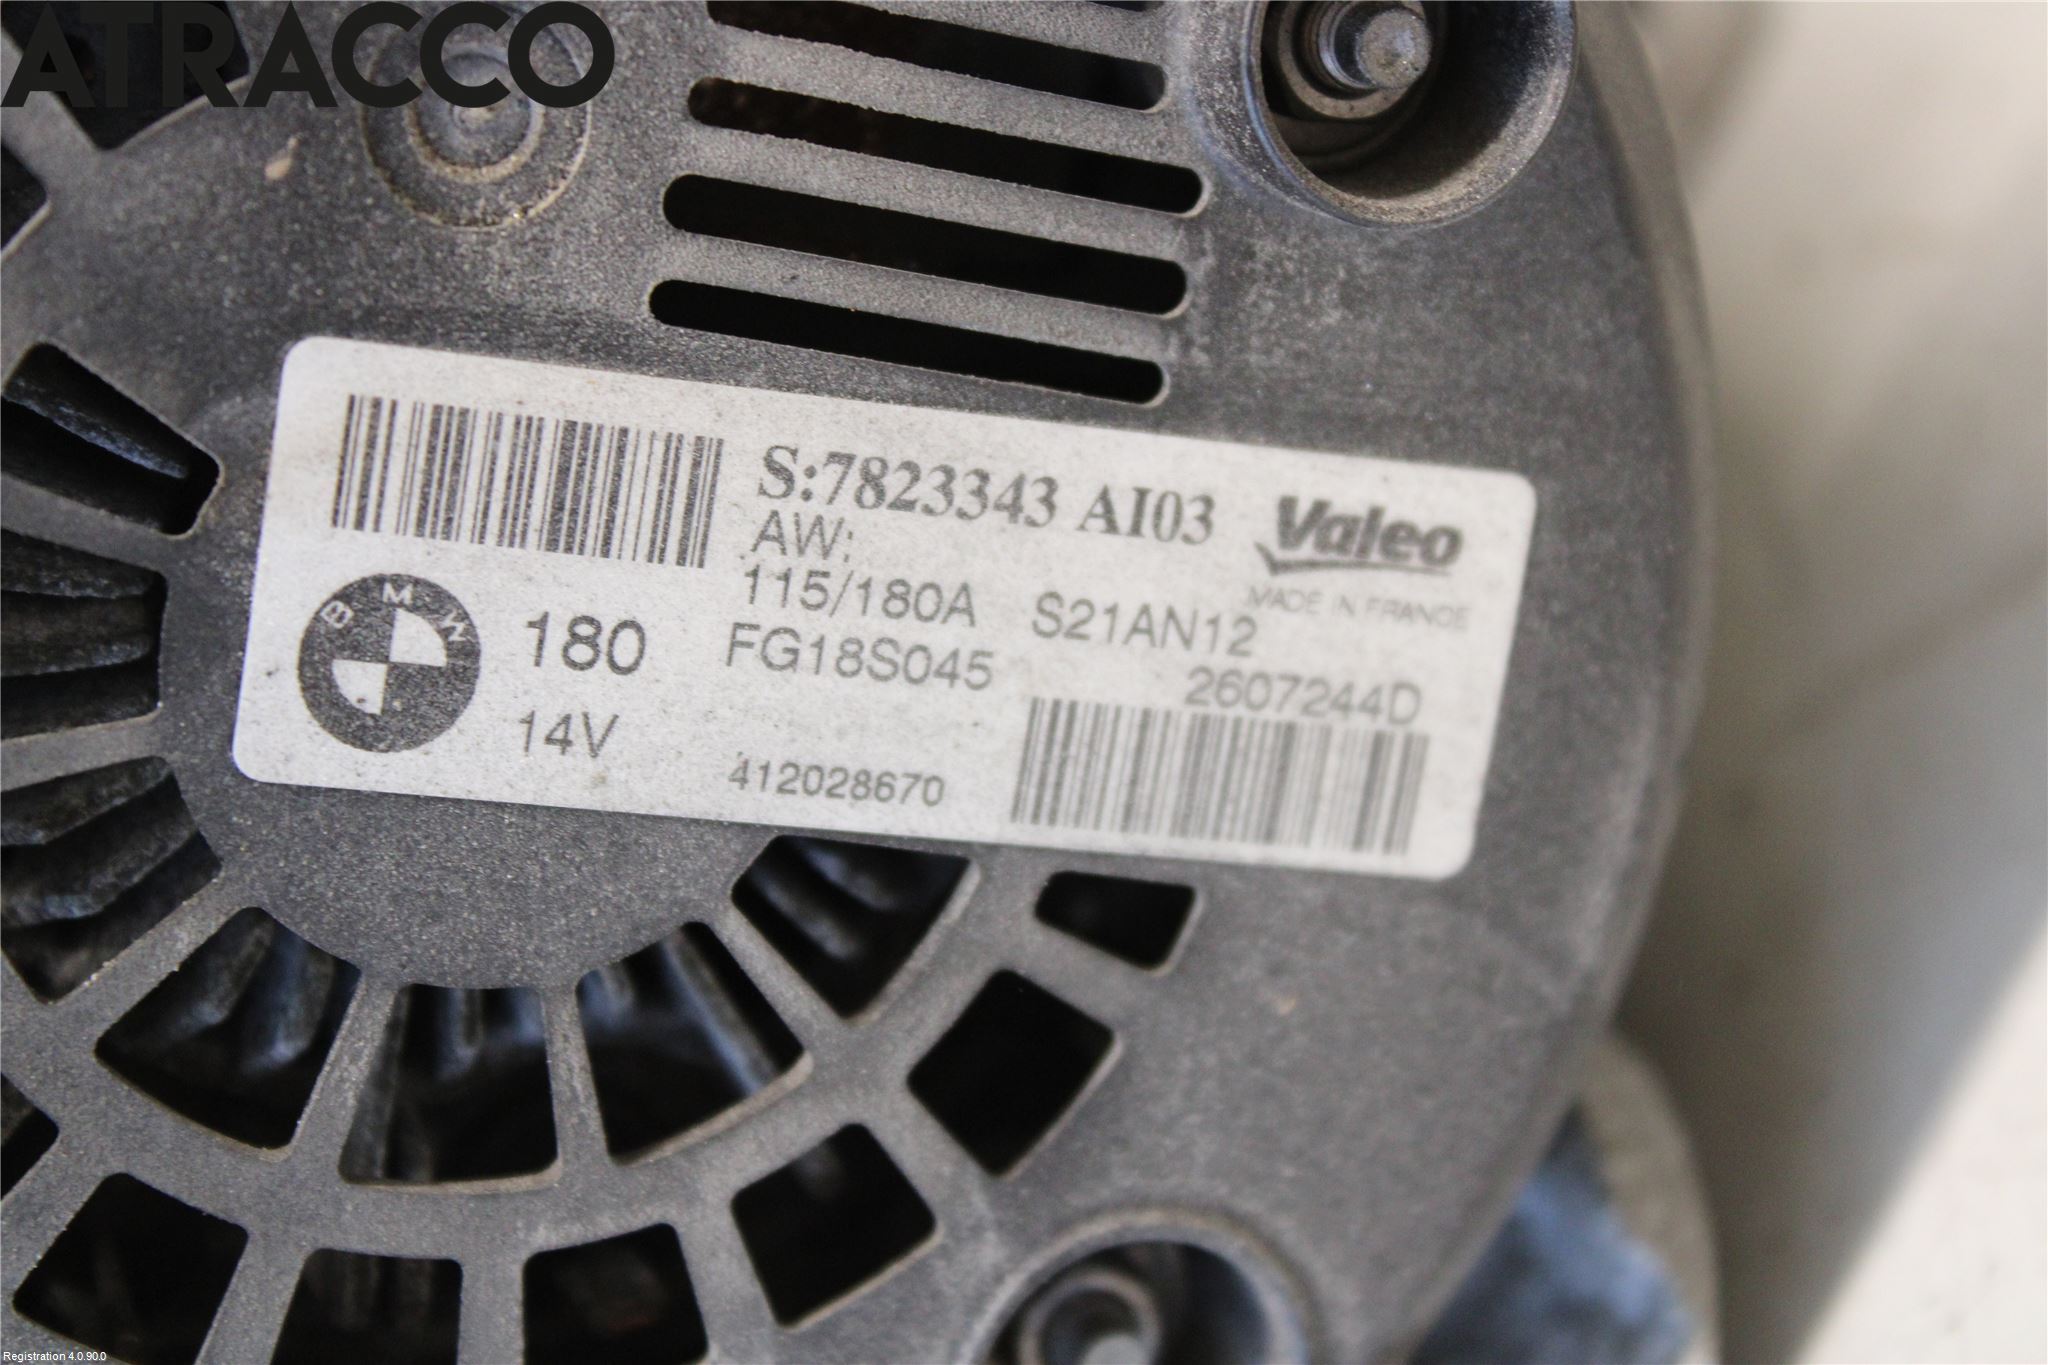 ATRACCO
S:7823343 AI03
Valeo
AW:
MADE IN FRANCE
115/180A S21AN12
BMW
180
FG18S045
2607244D
14V
412028670
Registration 4.0.90.0